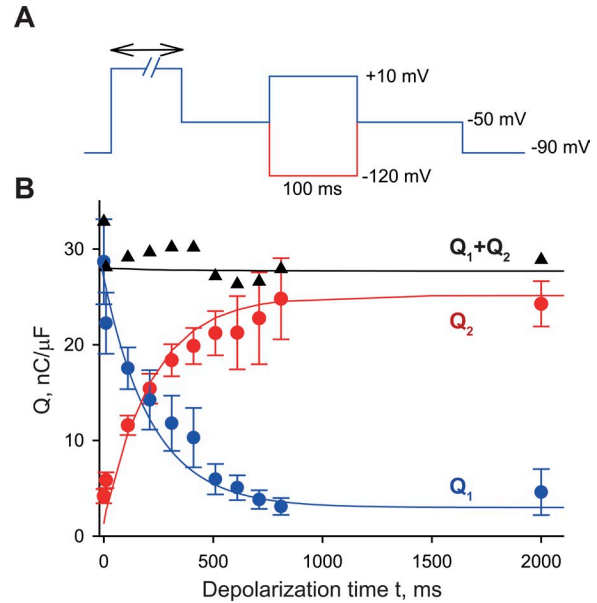 A
+10 mV
-50 mV
-90 mV
-120 mV
100 ms
B
30
20
10
0
Q, nC/μF
Q₁+Q₂
Q₂
Q₁
0 500 1000 1500 2000
Depolarization time t, ms